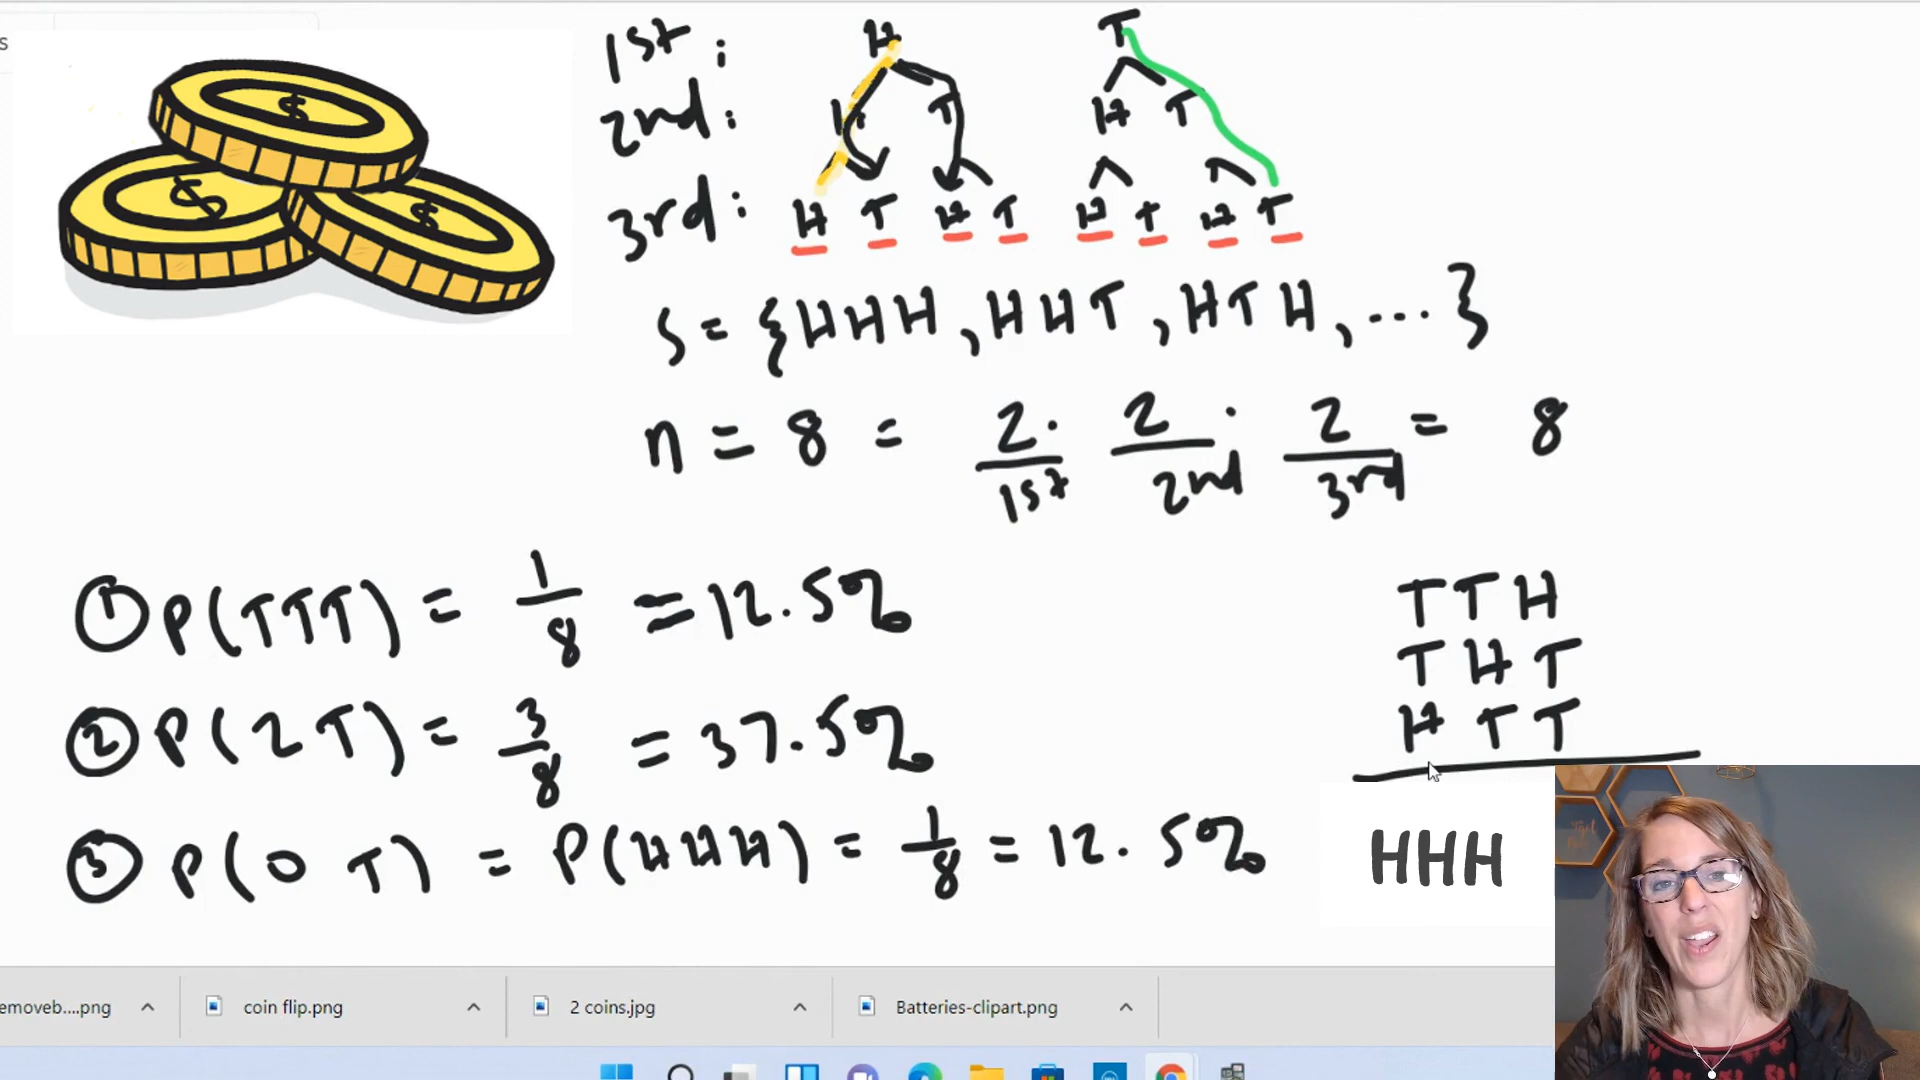 s
1st: H T
2nd: H T H T
3rd: H T H T H T H T
S = {HHH, HHT, HTH, ...}
n = 8 = 2 · 2 · 2 = 8
1st 2nd 3rd
① P(TTT) = 1/8 = 12.5%
② P(2T) = 3/8 = 37.5%
③ P(0 T) = P(HHH) = 1/8 = 12.5%
TTH
THT
HTT
HHH
emoveb....png
coin flip.png
2 coins.jpg
Batteries-clipart.png